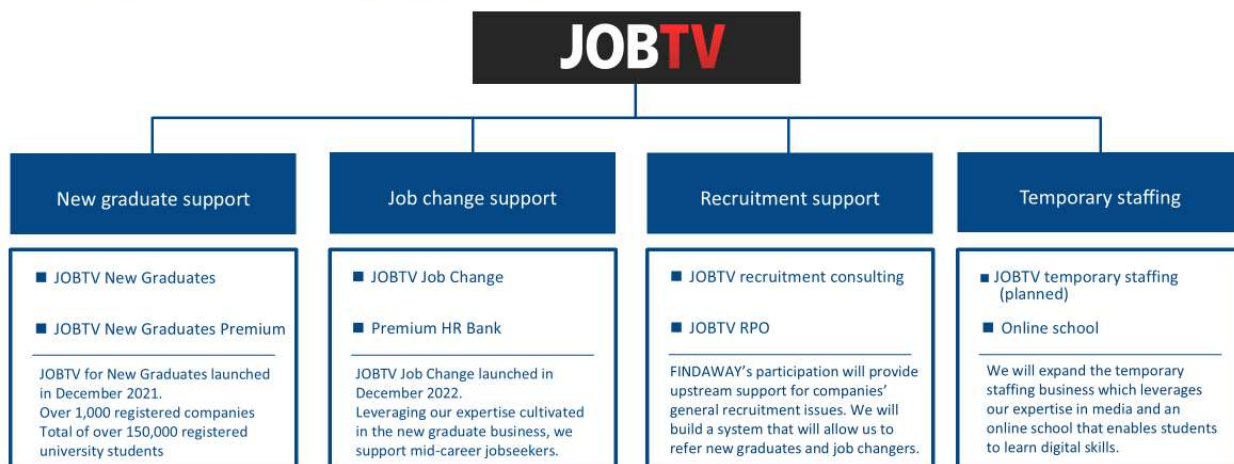 JOBTV
New graduate support
■ JOBTV New Graduates
■ JOBTV New Graduates Premium
JOBTV for New Graduates launched
in December 2021.
Over 1,000 registered companies
Total of over 150,000 registered
university students
Job change support
■ JOBTV Job Change
■ Premium HR Bank
JOBTV Job Change launched in
December 2022.
Leveraging our expertise cultivated
in the new graduate business, we
support mid-career jobseekers.
Recruitment support
■ JOBTV recruitment consulting
■ JOBTV RPO
FINDAWAY's participation will provide
upstream support for companies'
general recruitment issues. We will
build a system that will allow us to
refer new graduates and job changers.
Temporary staffing
■ JOBTV temporary staffing
(planned)
■ Online school
We will expand the temporary
staffing business which leverages
our expertise in media and an
online school that enables students
to learn digital skills.